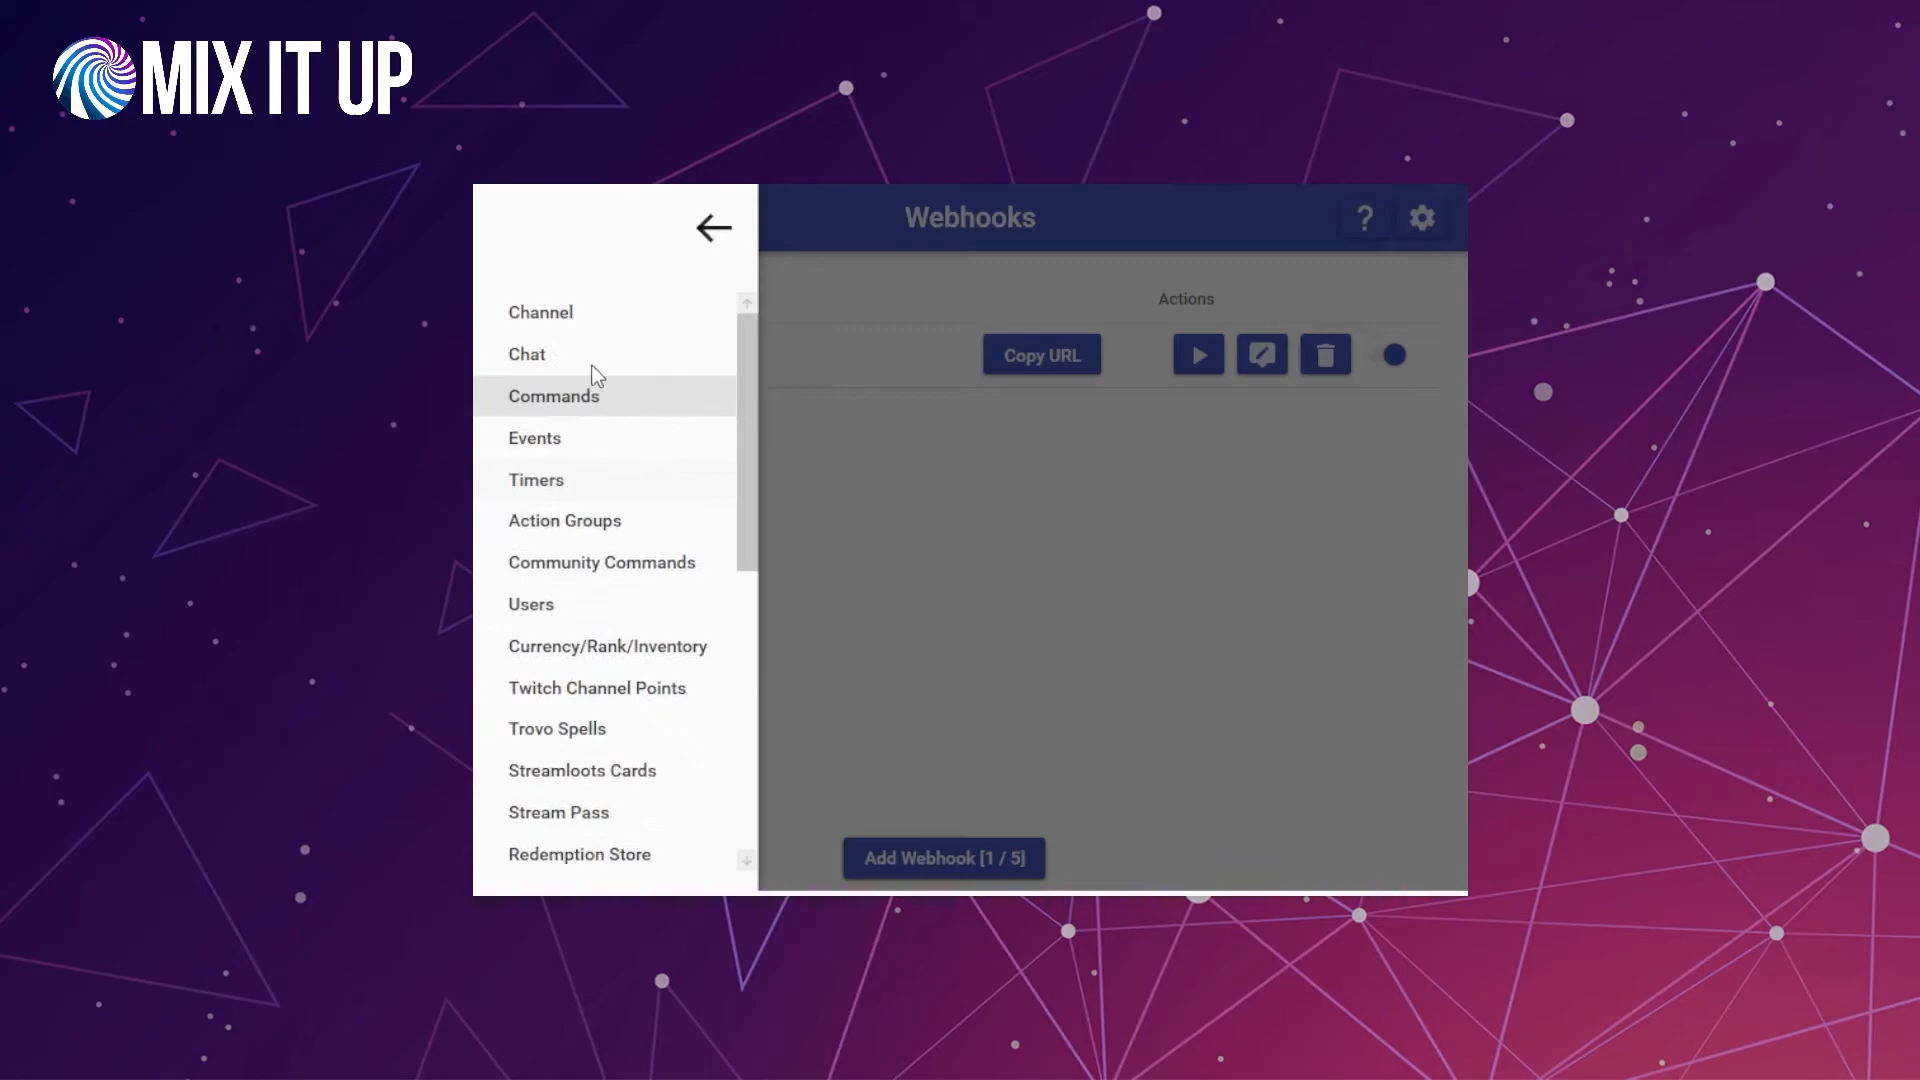 MIX IT UP
Webhooks
?
Channel
Chat
Commands
Events
Timers
Action Groups
Community Commands
Users
Currency/Rank/Inventory
Twitch Channel Points
Trovo Spells
Streamloots Cards
Stream Pass
Redemption Store
Actions
Copy URL
Add Webhook [1 / 5]